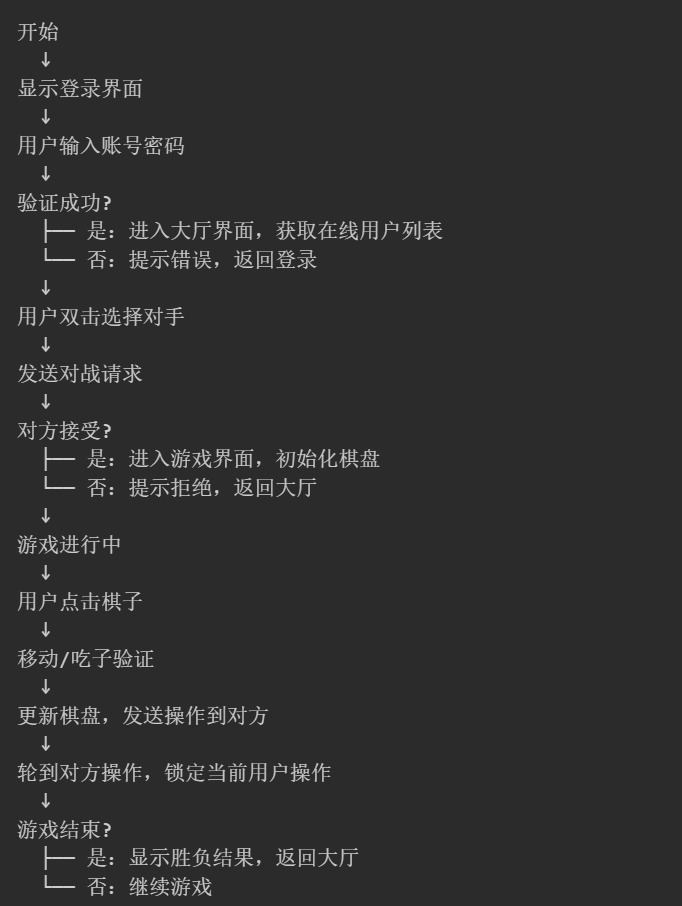 开始
↓
显示登录界面
↓
用户输入账号密码
↓
验证成功?
├── 是: 进入大厅界面, 获取在线用户列表
└── 否: 提示错误, 返回登录
↓
用户双击选择对手
↓
发送对战请求
↓
对方接受?
├── 是: 进入游戏界面, 初始化棋盘
└── 否: 提示拒绝, 返回大厅
↓
游戏进行中
↓
用户点击棋子
↓
移动/吃子验证
↓
更新棋盘, 发送操作到对方
↓
轮到对方操作, 锁定当前用户操作
↓
游戏结束?
├── 是: 显示胜负结果, 返回大厅
└── 否: 继续游戏